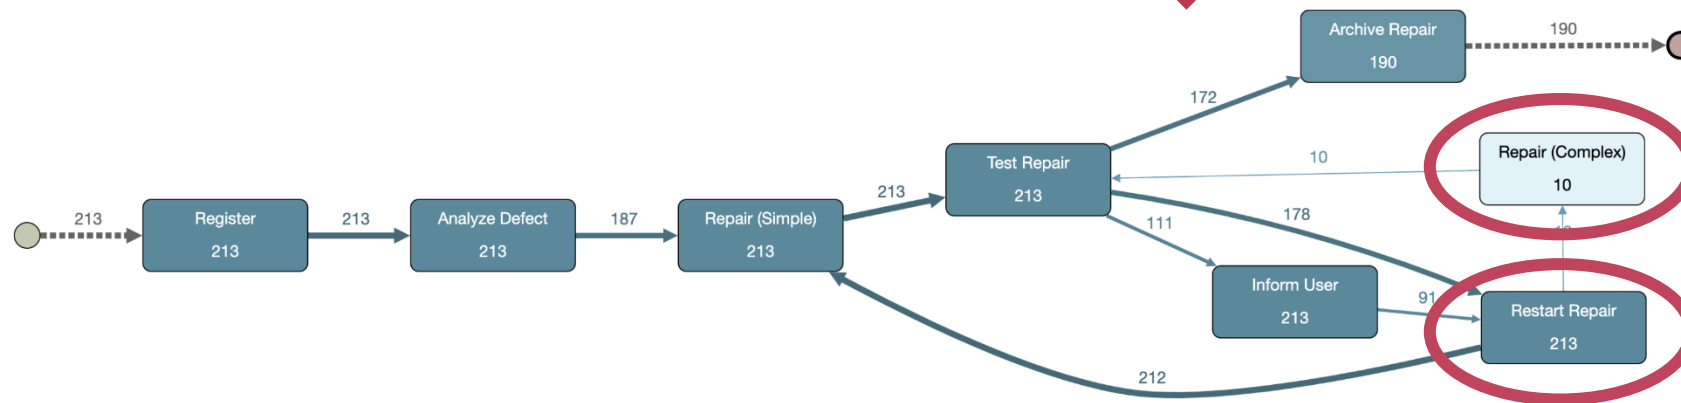 213
Register
213
213
Analyze Defect
213
187
Repair (Simple)
213
213
Test Repair
213
172
Archive Repair
190
190
10
Repair (Complex)
10
178
111
Inform User
213
91
Restart Repair
213
212